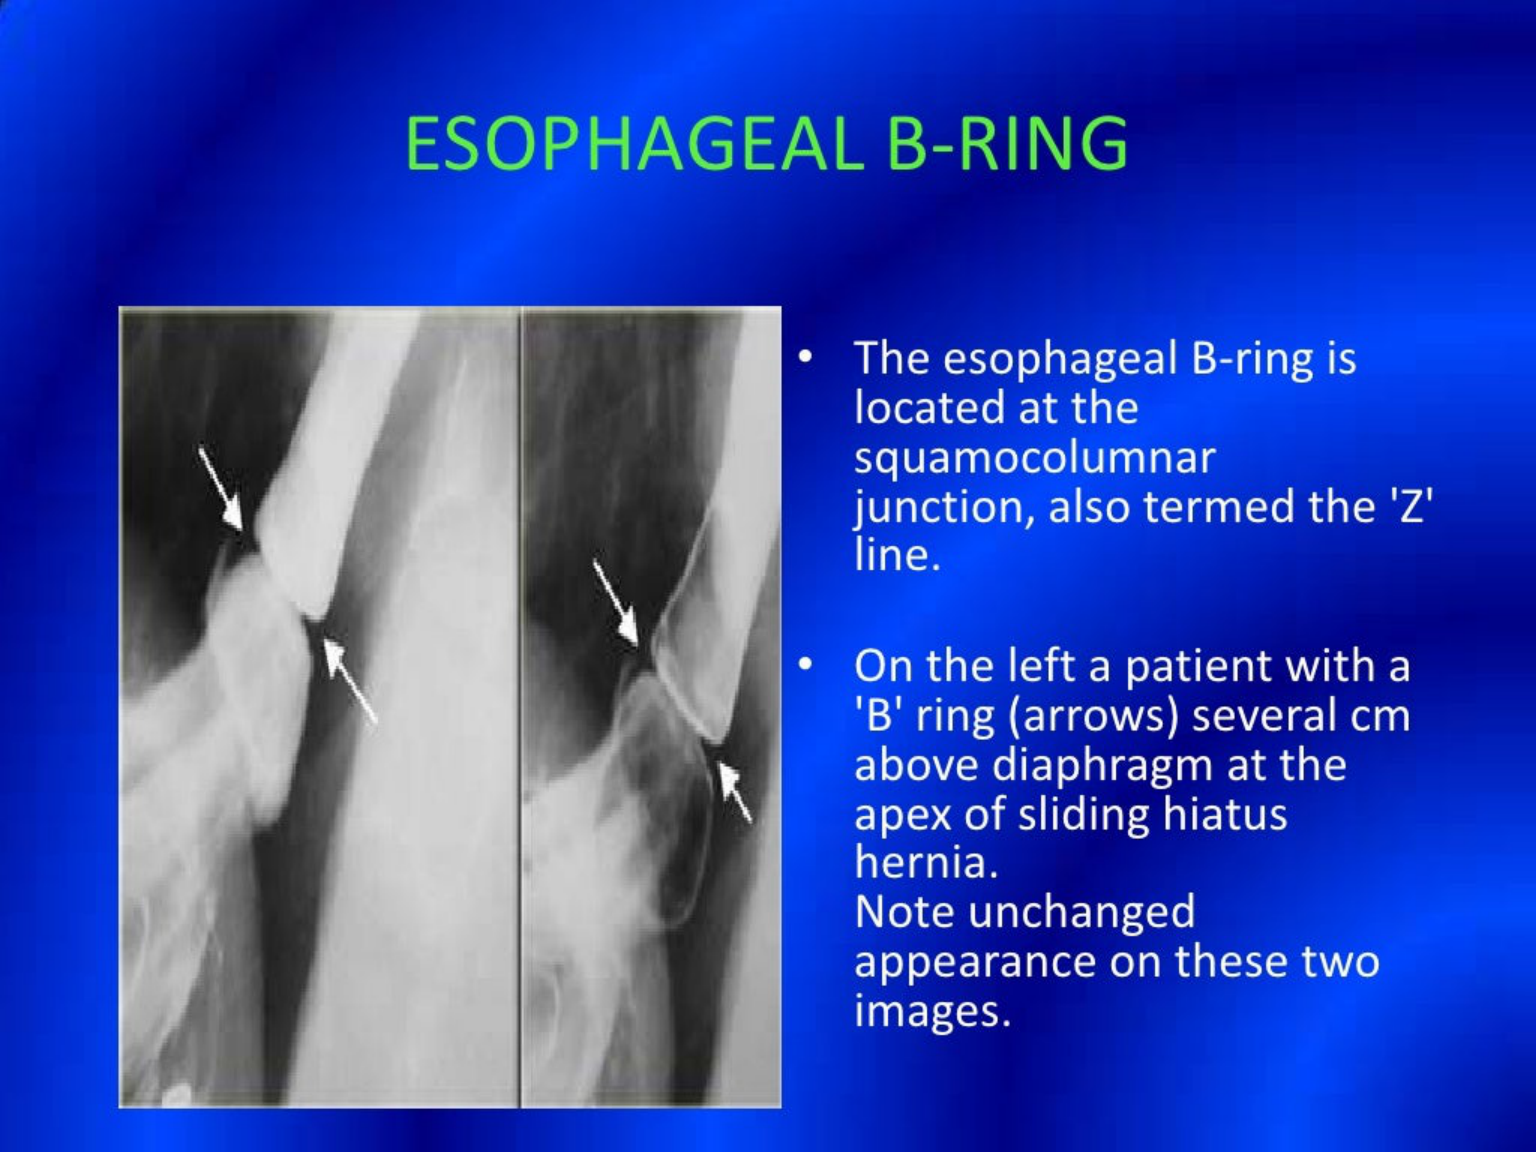 ESOPHAGEAL B-RING
• The esophageal B-ring is
located at the
squamocolumnar
junction, also termed the 'Z'
line.
• On the left a patient with a
'B' ring (arrows) several cm
above diaphragm at the
apex of sliding hiatus
hernia.
Note unchanged
appearance on these two
images.